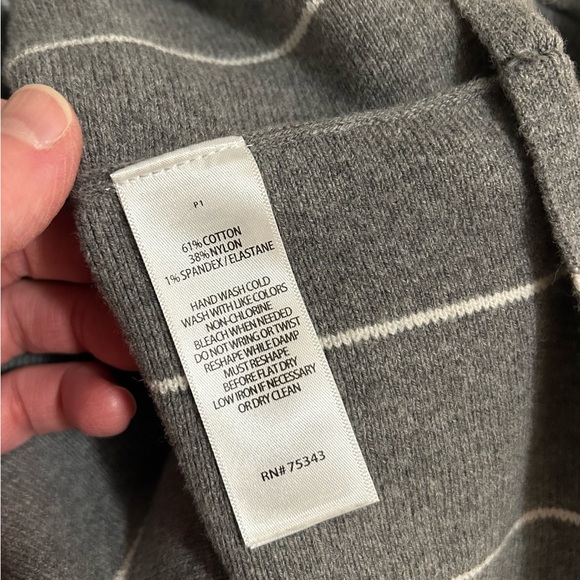 P1
61% COTTON
38% NYLON
1% SPANDEX / ELASTANE
HAND WASH COLD
WASH WITH LIKE COLORS
NON-CHLORINE
BLEACH WHEN NEEDED
DO NOT WRING OR TWIST
RESHAPE WHILE DAMP
MUST RESHAPE
BEFORE FLAT DRY
LOW IRON IF NECESSARY
OR DRY CLEAN
RN# 75343